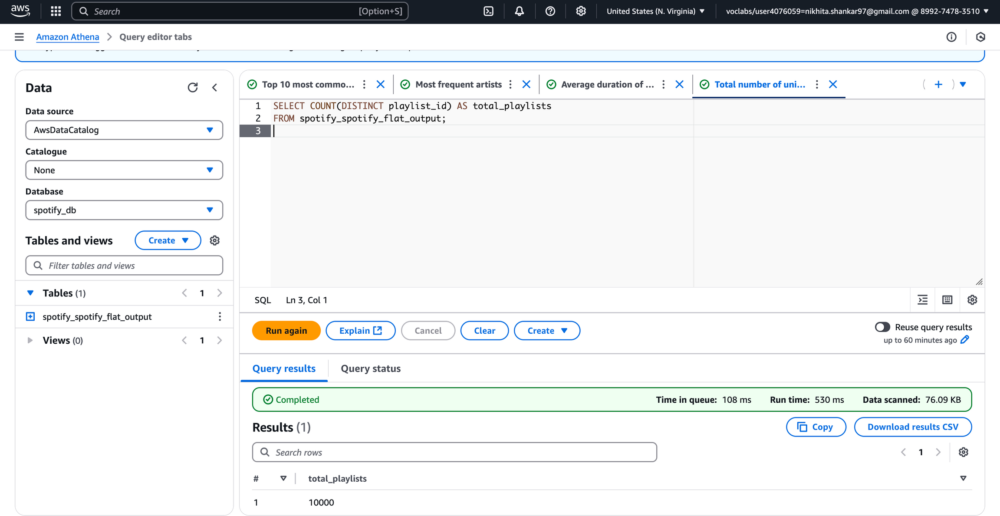 aws
Search
[Option+S]
United States (N. Virginia)
voclabs/user4076059=nikhita.shankar97@gmail.com @ 8992-7478-3510
Amazon Athena
Query editor tabs
Data
Data source
AwsDataCatalog
Catalogue
None
Database
spotify_db
Tables and views
Create
Filter tables and views
Tables (1)
1
spotify_spotify_flat_output
Views (0)
1
Top 10 most commo...
Most frequent artists
Average duration of ...
Total number of uni...
1 SELECT COUNT(DISTINCT playlist_id) AS total_playlists
2 FROM spotify_spotify_flat_output;
3
SQL
Ln 3, Col 1
Run again
Explain
Cancel
Clear
Create
Reuse query results
up to 60 minutes ago
Query results
Query status
Completed
Time in queue: 108 ms
Run time: 530 ms
Data scanned: 76.09 KB
Results (1)
Copy
Download results CSV
Search rows
1
# total_playlists
1 10000